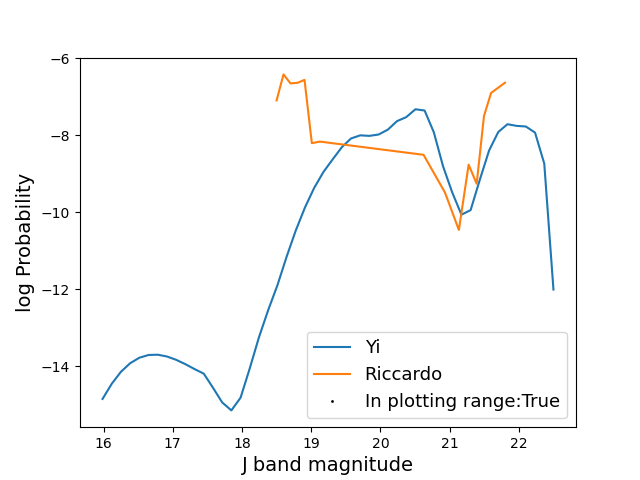 −6
−8
−10
−12
−14
log Probability
Yi
Riccardo
In plotting range:True
16 17 18 19 20 21 22
J band magnitude